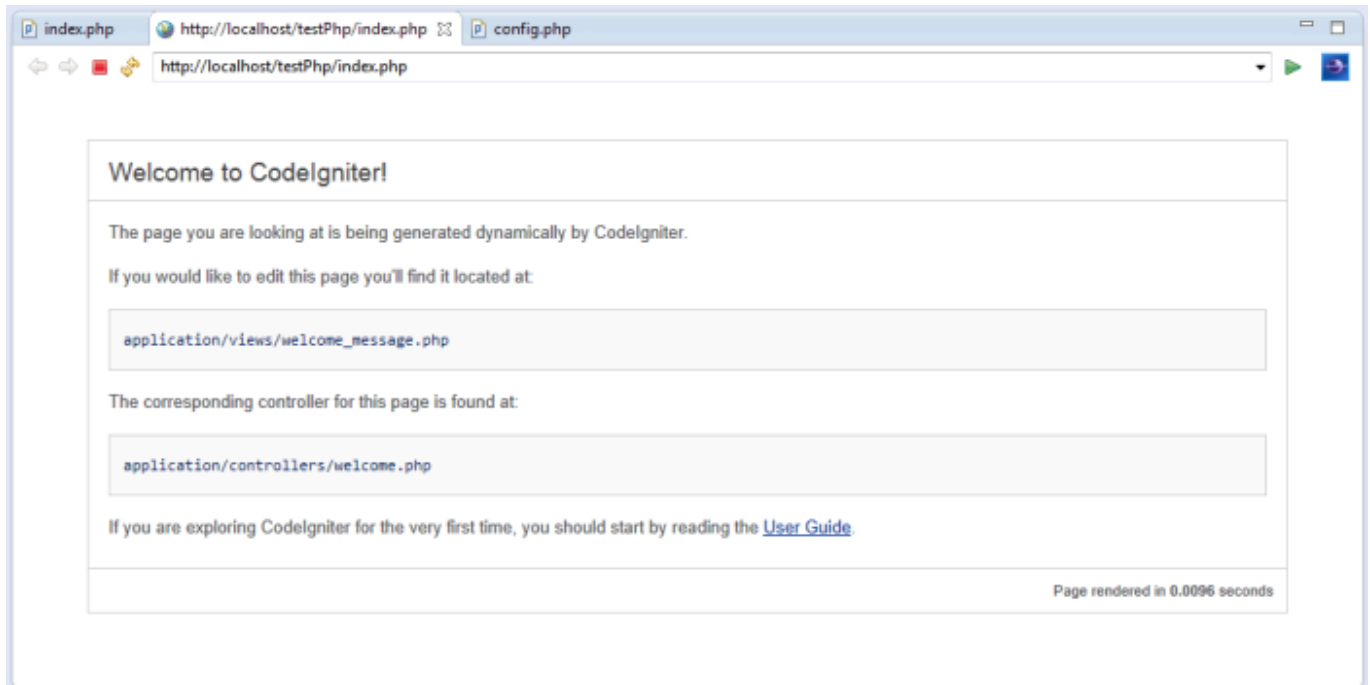 index.php http://localhost/testPhp/index.php config.php
http://localhost/testPhp/index.php
Welcome to CodeIgniter!
The page you are looking at is being generated dynamically by CodeIgniter.
If you would like to edit this page you'll find it located at:
application/views/welcome_message.php
The corresponding controller for this page is found at:
application/controllers/welcome.php
If you are exploring CodeIgniter for the very first time, you should start by reading the User Guide.
Page rendered in 0.0096 seconds